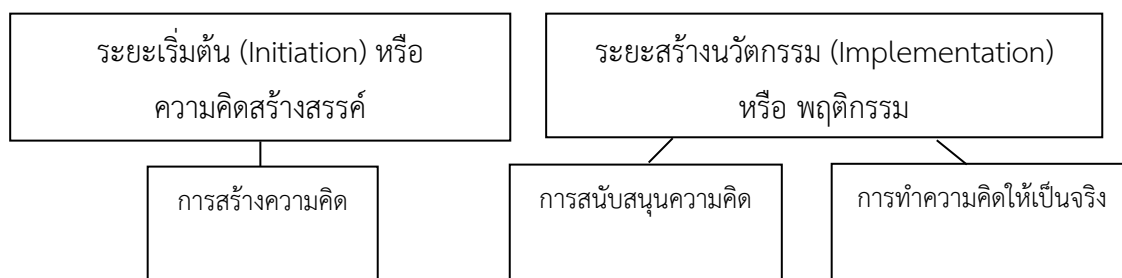 ระยะเริ่มต้น (Initiation) หรือ
ความคิดสร้างสรรค์
ระยะสร้างนวัตกรรม (Implementation)
หรือ พฤติกรรม
การสร้างความคิด
การสนับสนุนความคิด
การทำความคิดให้เป็นจริง